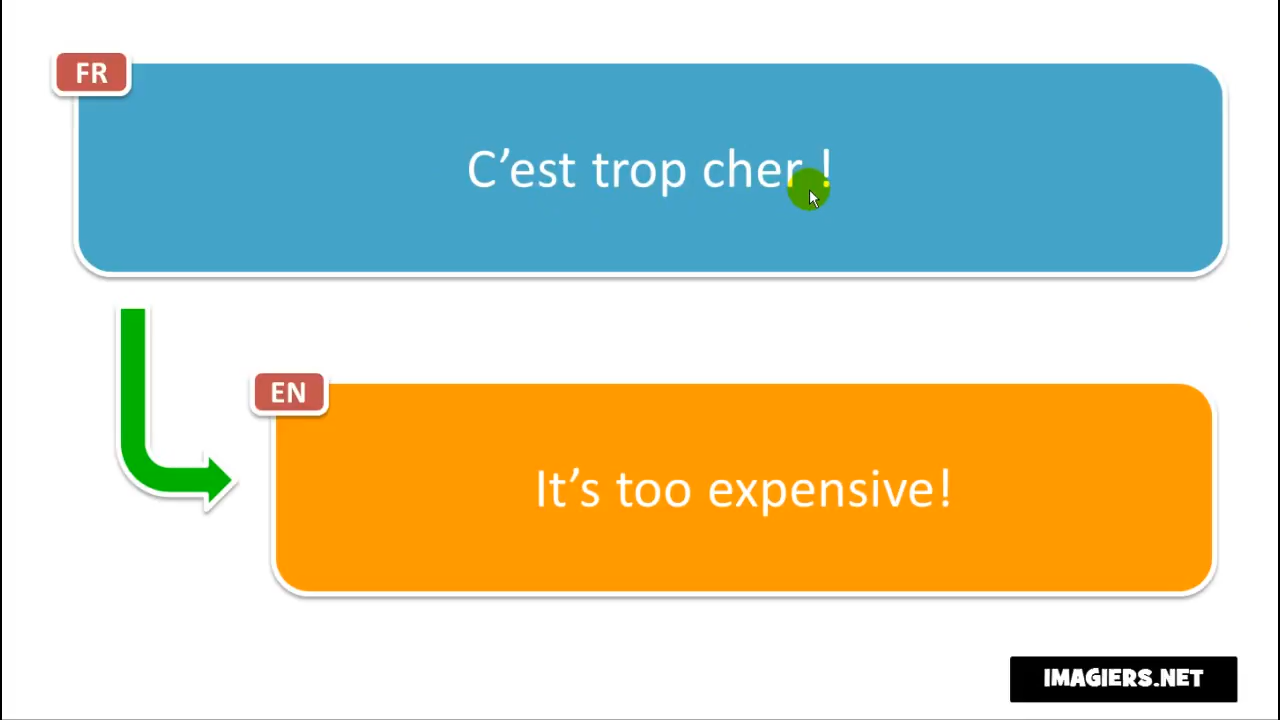 FR
C’est trop cher !
EN
It’s too expensive!
IMAGIERS.NET